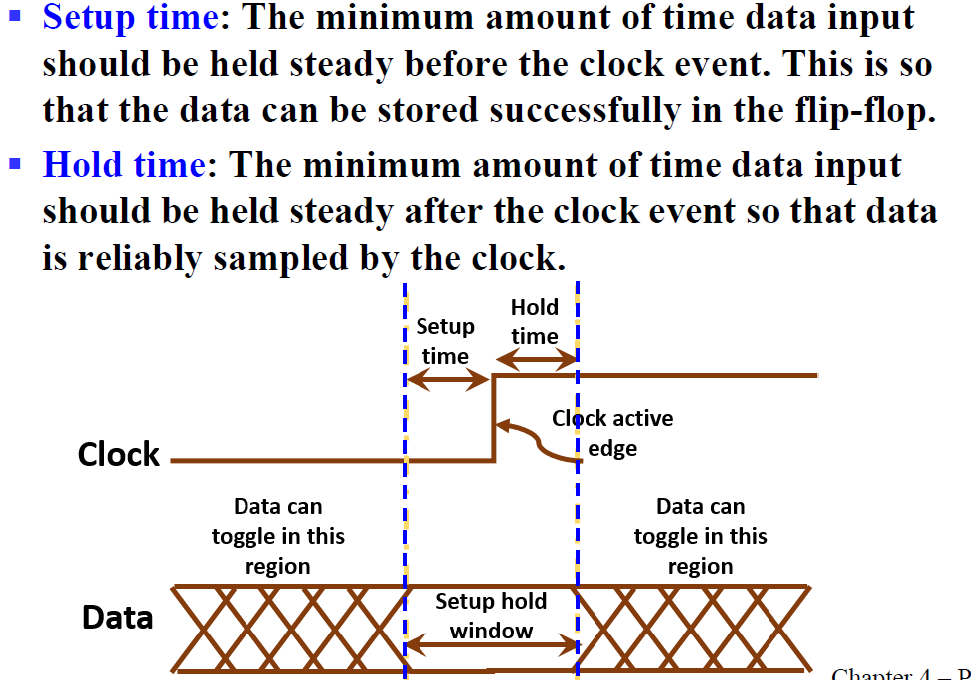 ▪ Setup time: The minimum amount of time data input
should be held steady before the clock event. This is so
that the data can be stored successfully in the flip-flop.
▪ Hold time: The minimum amount of time data input
should be held steady after the clock event so that data
is reliably sampled by the clock.
Hold
time
Setup
time
Clock active
edge
Clock
Data can
toggle in this
region
Data can
toggle in this
region
Data
Setup hold
window
Chapter 4 – P